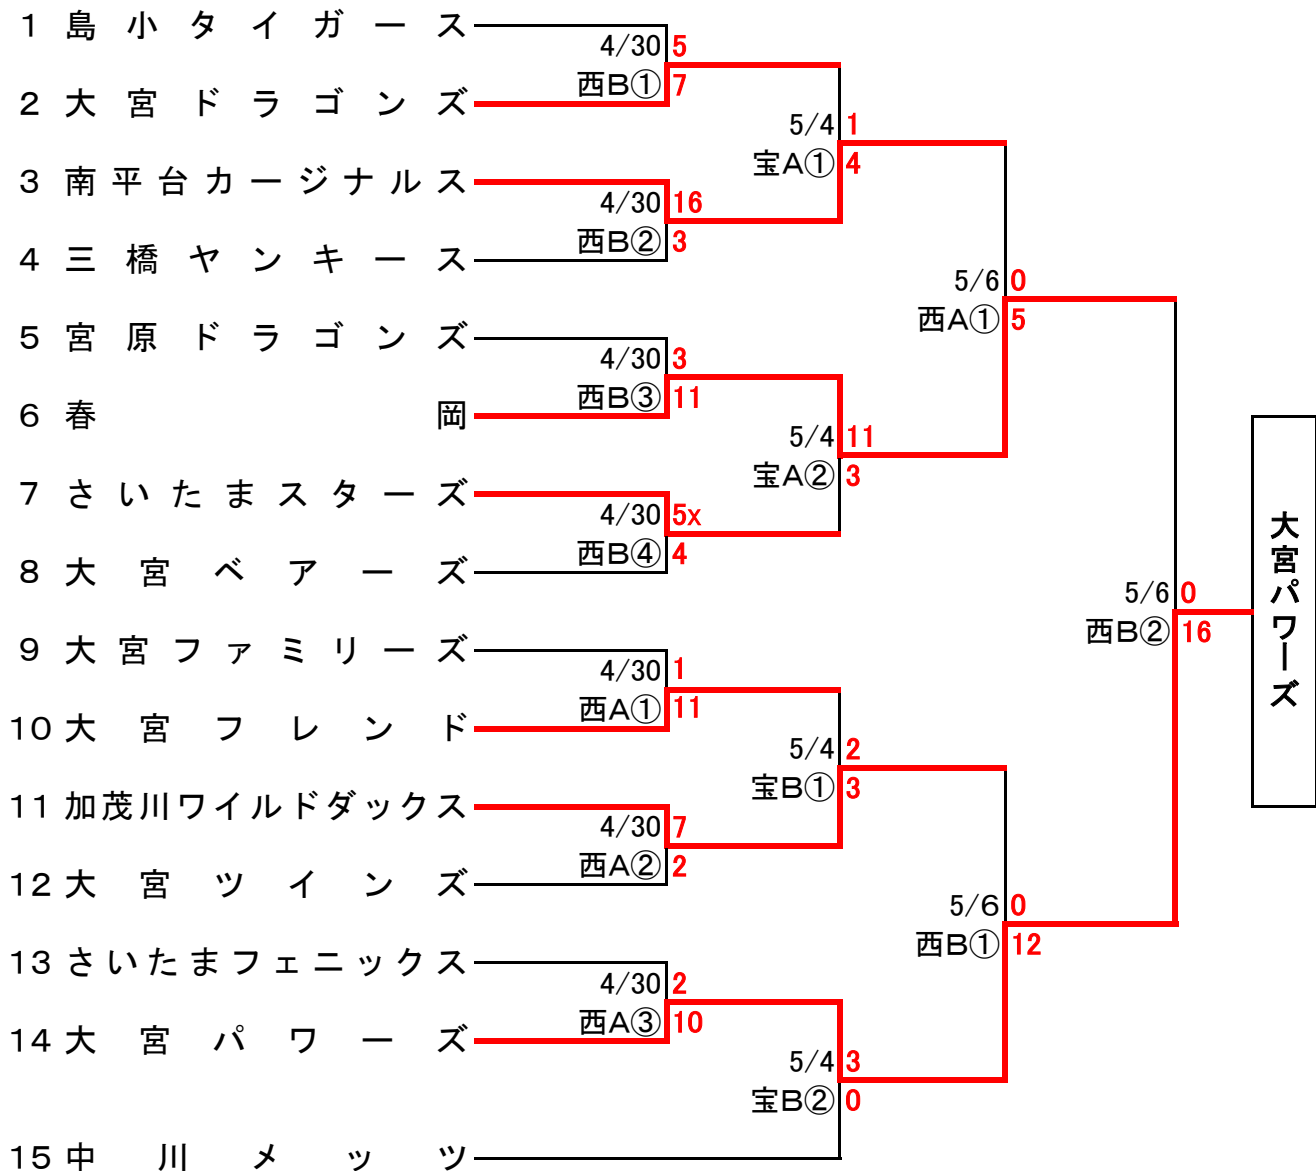 1 島小タイガース
4/30 5
西B① 7
2 大宮ドラゴンズ
5/4 1
宝A① 4
3 南平台カージナルス
4/30 16
西B② 3
4 三橋ヤンキース
5/6 0
西A① 5
5 宮原ドラゴンズ
4/30 3
西B③ 11
6 春岡
5/4 11
宝A② 3
7 さいたまスターズ
4/30 5x
西B④ 4
8 大宮ベアーズ
5/6 0
西B② 16
大宮パワーズ
9 大宮ファミリーズ
4/30 1
西A① 11
10 大宮フレンド
5/4 2
宝B① 3
11 加茂川ワイルドダックス
4/30 7
西A② 2
12 大宮ツインズ
5/6 0
西B① 12
13 さいたまフェニックス
4/30 2
西A③ 10
14 大宮パワーズ
5/4 3
宝B② 0
15 中川メッツ